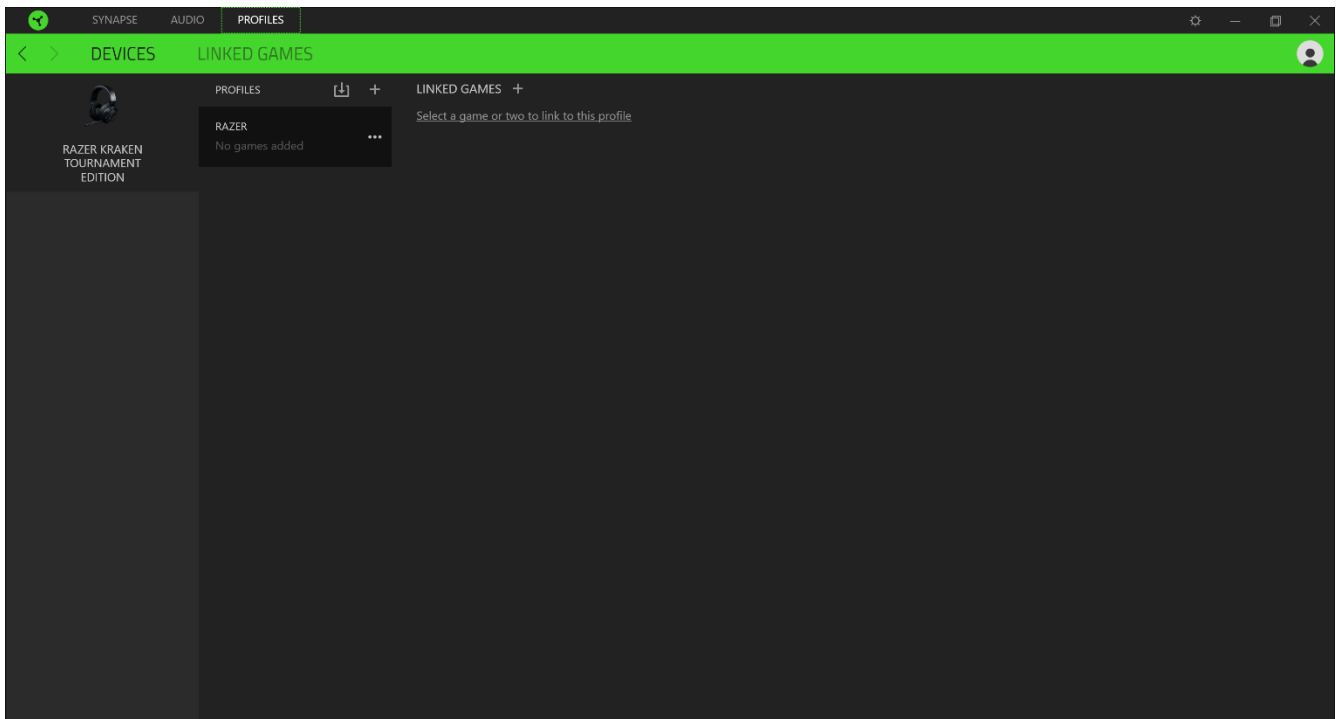 SYNAPSE AUDIO PROFILES
DEVICES LINKED GAMES
RAZER KRAKEN
TOURNAMENT
EDITION
PROFILES
RAZER
No games added
LINKED GAMES
Select a game or two to link to this profile